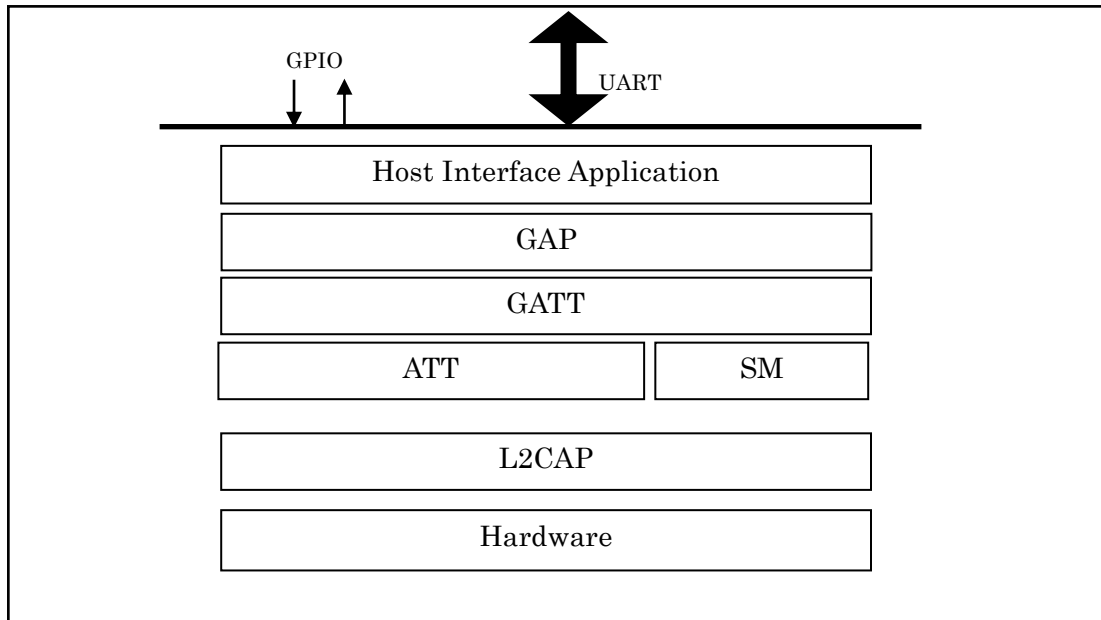 GPIO
UART
Host Interface Application
GAP
GATT
ATT
SM
L2CAP
Hardware